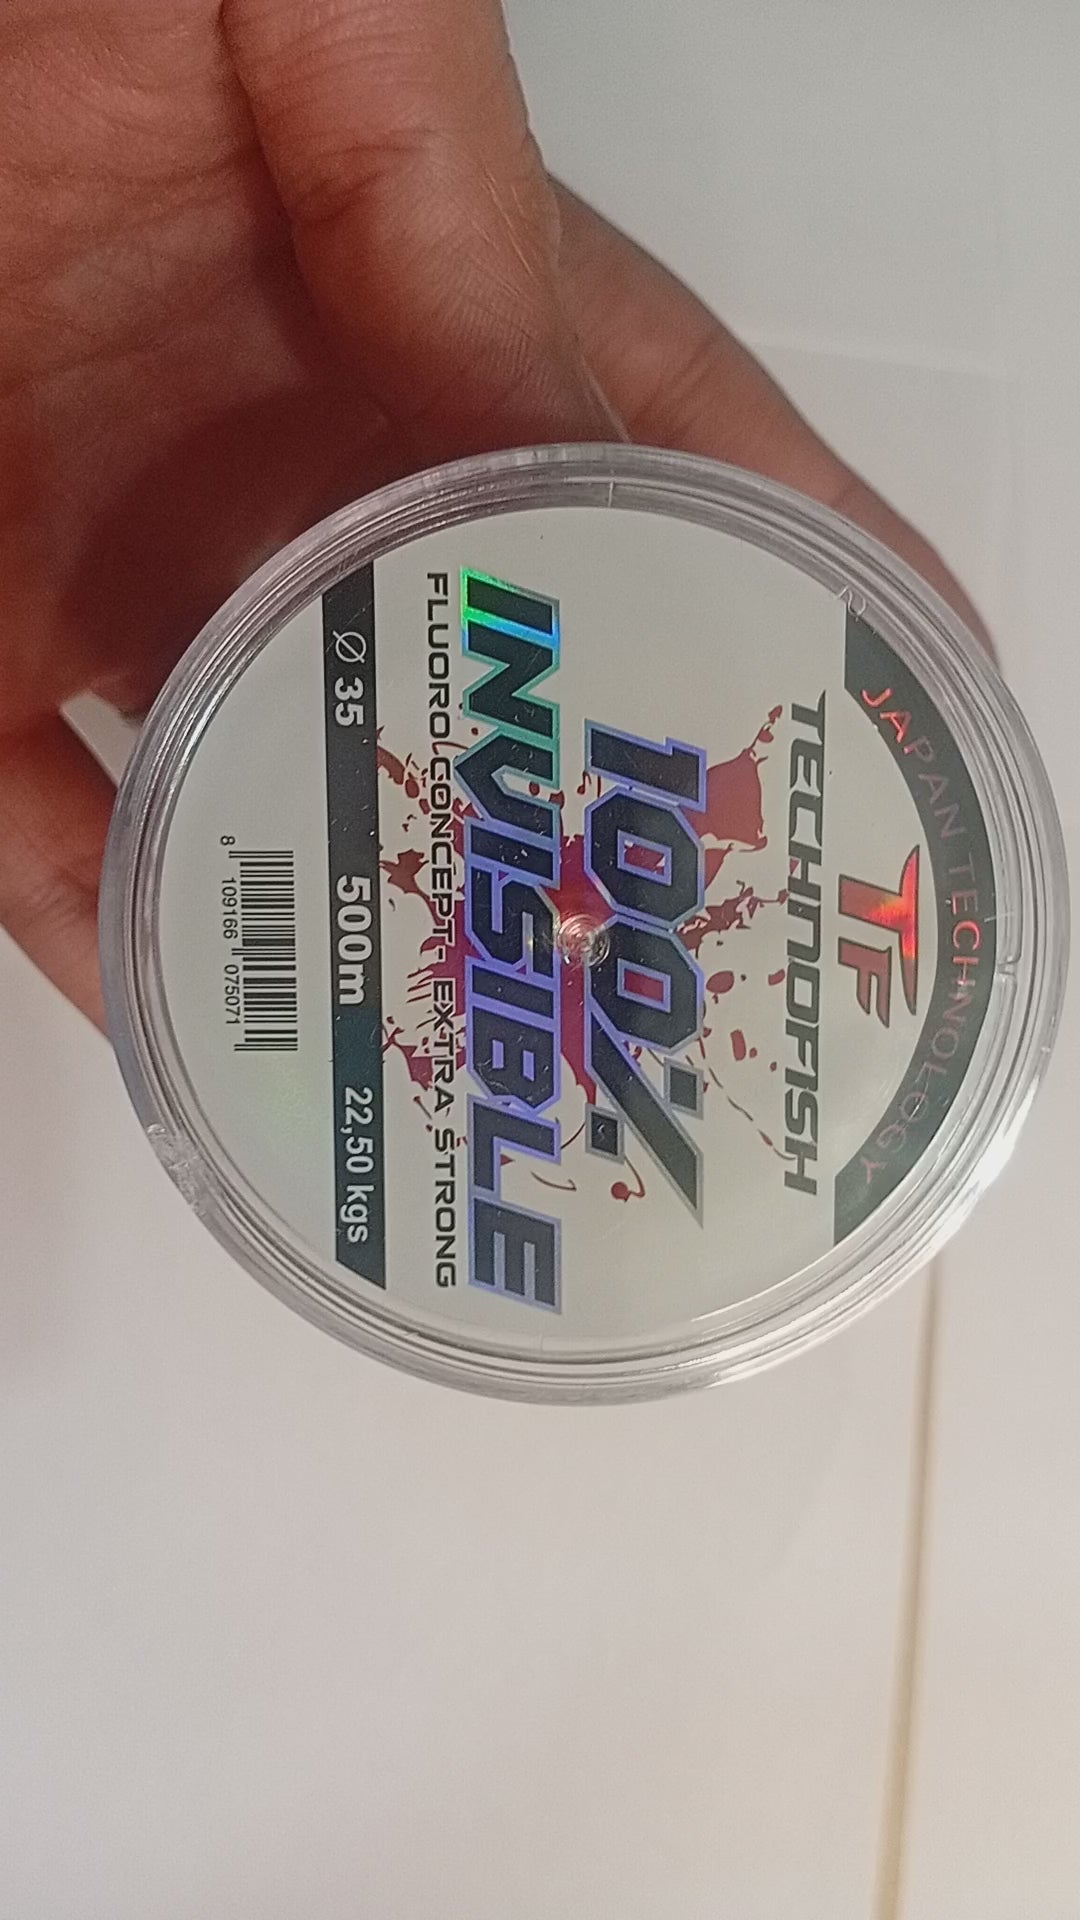 JAPAN TECHNOLOGY
TF
TECHNOFISH
100%
INVISIBLE
FLUORO CONCEPT- EXTRA STRONG
Ø 35 500m 22,50 kgs
8 109166 075071